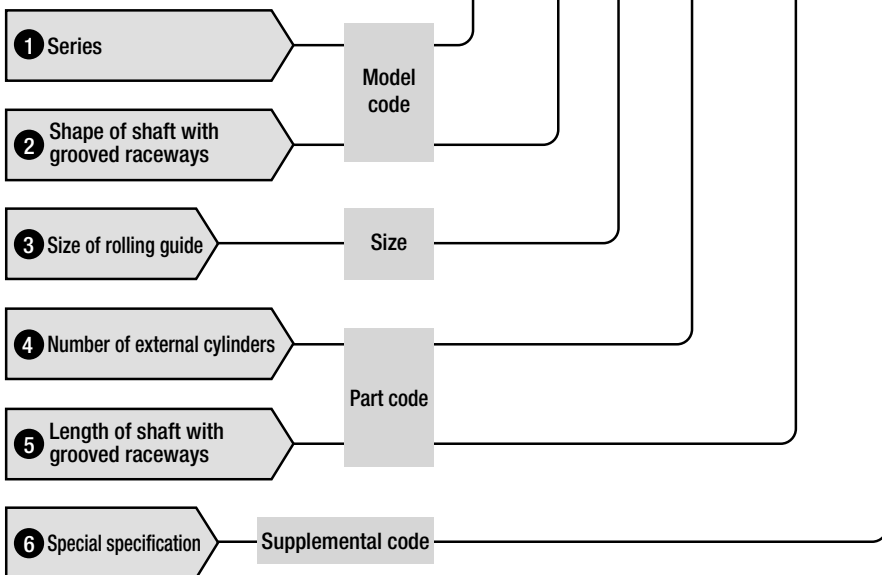 1 Series
Model
code
2 Shape of shaft with
grooved raceways
3 Size of rolling guide
Size
4 Number of external cylinders
Part code
5 Length of shaft with
grooved raceways
6 Special specification
Supplemental code